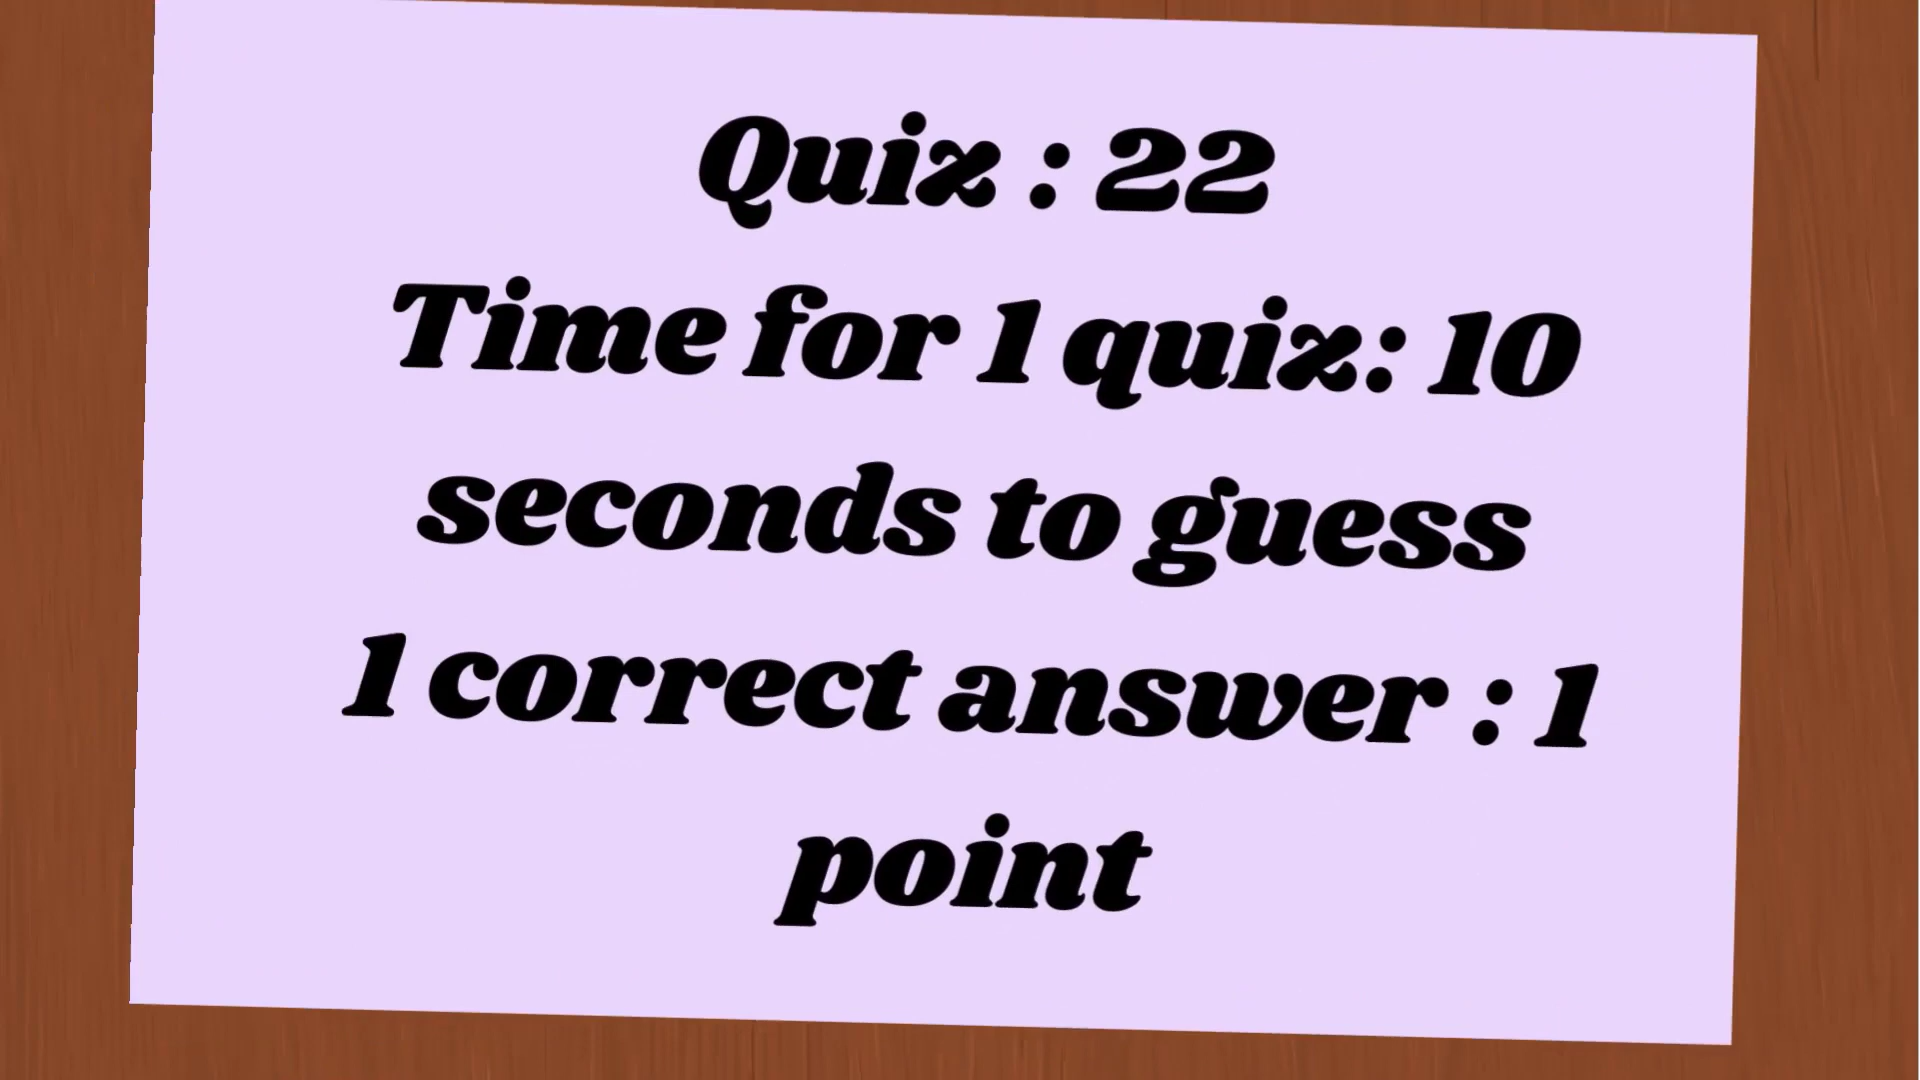 Quiz : 22
Time for 1 quiz: 10
seconds to guess
1 correct answer : 1
point